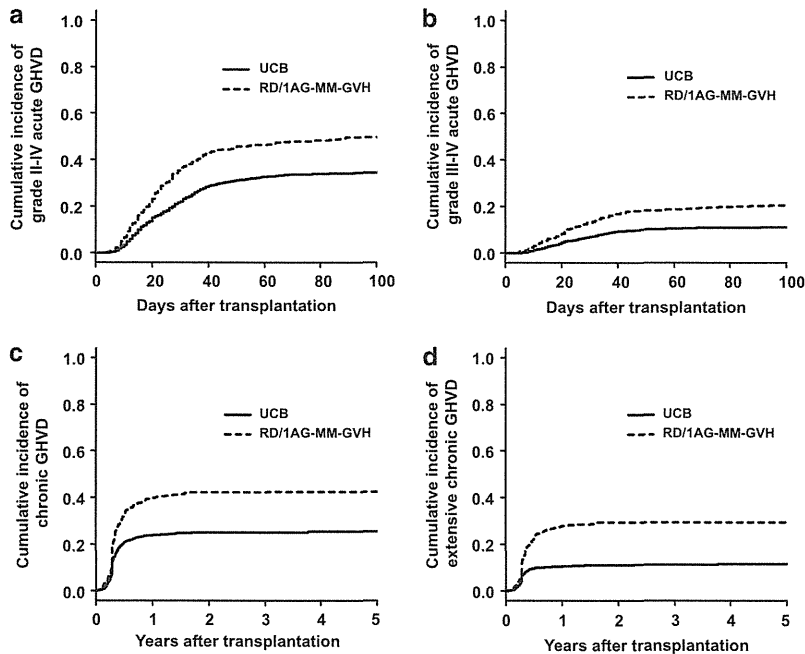 a
Cumulative incidence of
grade II-IV acute GHVD
1.0
0.8
0.6
0.4
0.2
0.0
UCB
RD/1AG-MM-GVH
0 20 40 60 80 100
Days after transplantation
b
Cumulative incidence of
grade III-IV acute GHVD
1.0
0.8
0.6
0.4
0.2
0.0
UCB
RD/1AG-MM-GVH
0 20 40 60 80 100
Days after transplantation
c
Cumulative incidence of
chronic GHVD
1.0
0.8
0.6
0.4
0.2
0.0
UCB
RD/1AG-MM-GVH
0 1 2 3 4 5
Years after transplantation
d
Cumulative incidence of
extensive chronic GHVD
1.0
0.8
0.6
0.4
0.2
0.0
UCB
RD/1AG-MM-GVH
0 1 2 3 4 5
Years after transplantation